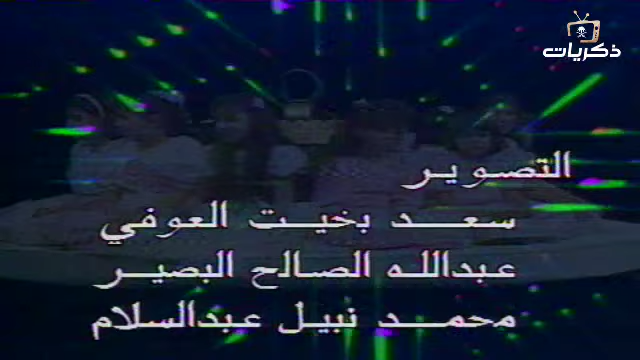 ذكريات
التصوير
سعد بخيت العوفي
عبدالله الصالح البصير
محمد نبيل عبدالسلام